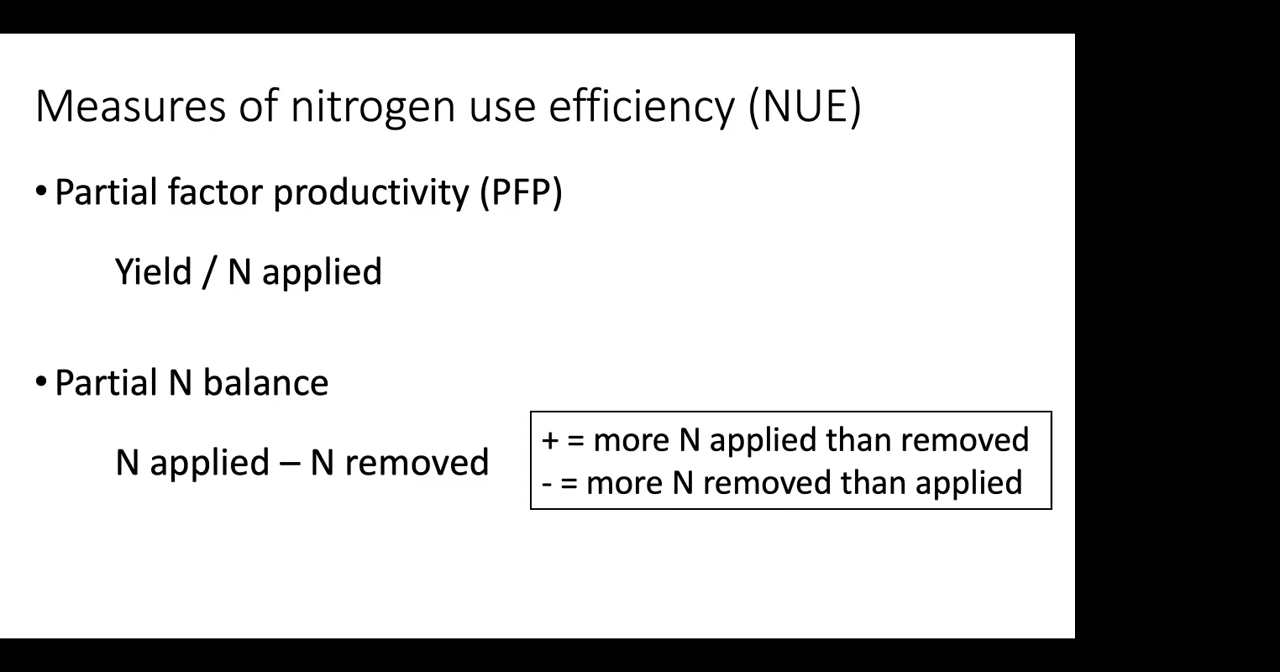 Measures of nitrogen use efficiency (NUE)
• Partial factor productivity (PFP)
Yield / N applied
• Partial N balance
N applied – N removed
+ = more N applied than removed
- = more N removed than applied